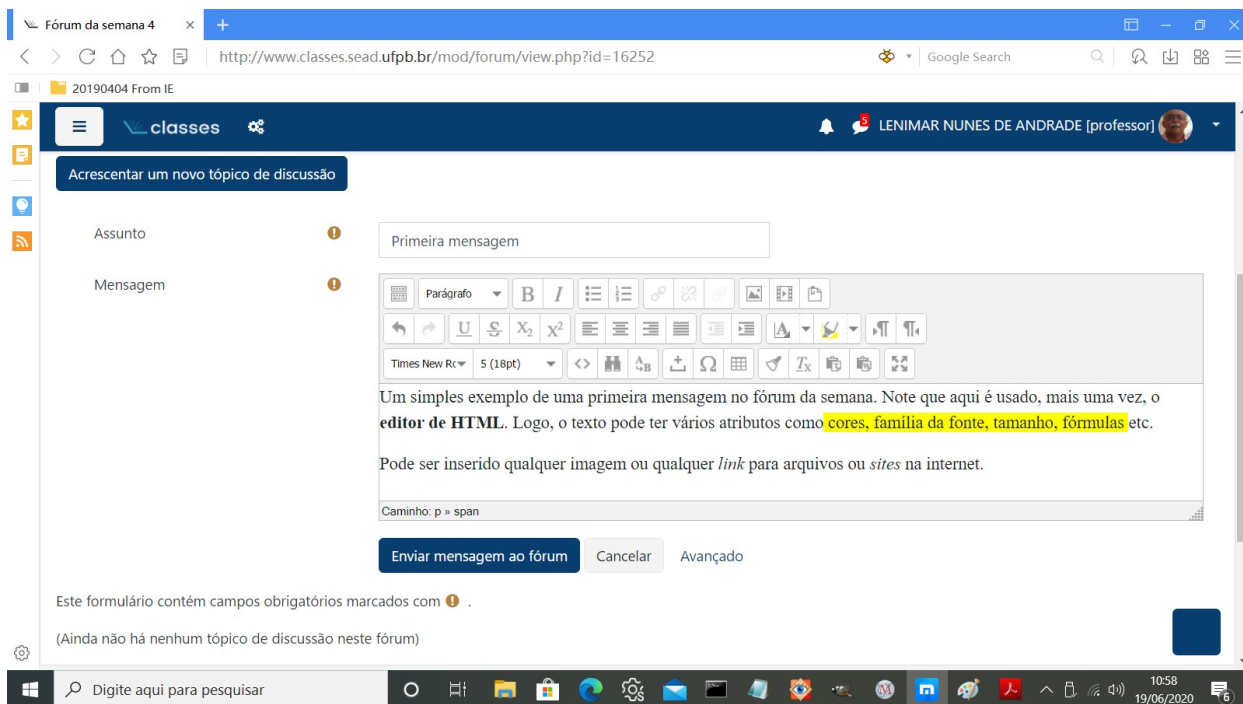 Fórum da semana 4
http://www.classes.sead.ufpb.br/mod/forum/view.php?id=16252
Google Search
20190404 From IE
classes
5
LENIMAR NUNES DE ANDRADE [professor]
Acrescentar um novo tópico de discussão
Assunto
Primeira mensagem
Mensagem
Parágrafo
B I
U S X2 X2 A
Times New Ro 5 (18pt) A B Ω Tx
Um simples exemplo de uma primeira mensagem no fórum da semana. Note que aqui é usado, mais uma vez, o
editor de HTML. Logo, o texto pode ter vários atributos como cores, família da fonte, tamanho, fórmulas etc.
Pode ser inserido qualquer imagem ou qualquer link para arquivos ou sites na internet.
Caminho: p » span
Enviar mensagem ao fórum Cancelar Avançado
Este formulário contém campos obrigatórios marcados com .
(Ainda não há nenhum tópico de discussão neste fórum)
Digite aqui para pesquisar
10:58
19/06/2020
6